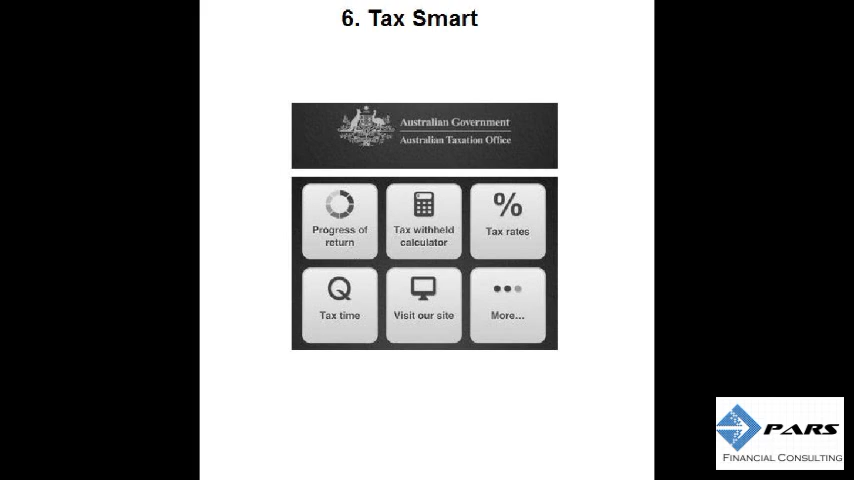 6. Tax Smart
Australian Government
Australian Taxation Office
Progress of
return
Tax withheld
calculator
%
Tax rates
Tax time
Visit our site
More...
PARS
FINANCIAL CONSULTING